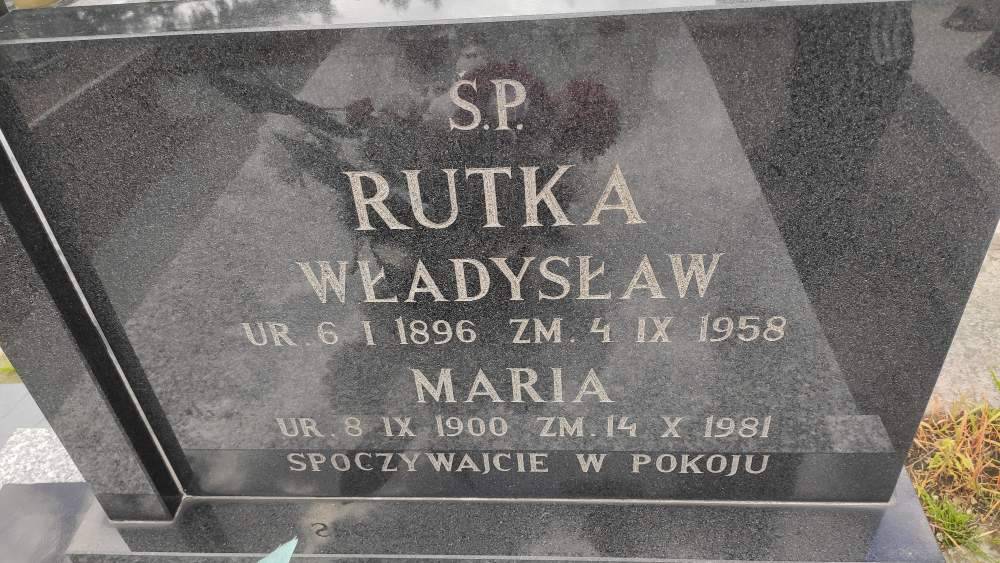 Ś.P.
RUTKA
WŁADYSŁAW
UR. 6 I 1896 ZM. 4 IX 1958
MARIA
UR. 8 IX 1900 ZM. 14 X 1981
SPOCZYWAJCIE W POKOJU